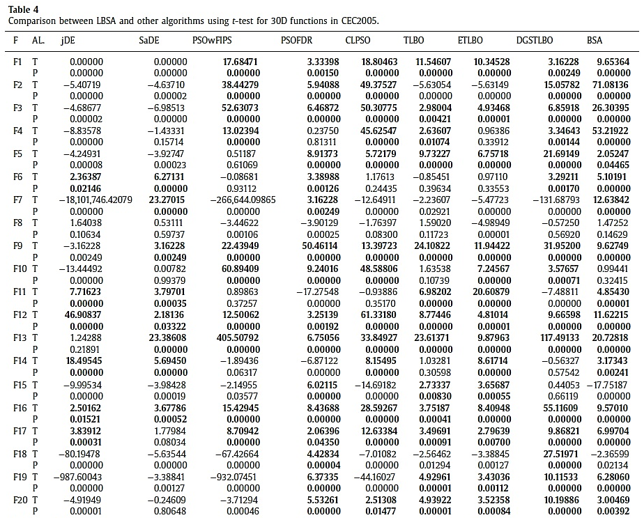 Table 4
Comparison between LBSA and other algorithms using t-test for 30D functions in CEC2005.
F AL. jDE SaDE PSOwFIPS PSOFDR CLPSO TLBO ETLBO DGSTLBO BSA
F1 T 0.00000 0.00000 17.68471 3.33398 18.80463 11.54607 10.34528 3.16228 9.65364
P 0.00000 0.00000 0.00000 0.00150 0.00000 0.00000 0.00000 0.00249 0.00000
F2 T −5.40719 −4.63710 38.44279 5.94088 49.37527 −5.63054 −5.63149 15.05782 71.08136
P 0.00000 0.00002 0.00000 0.00000 0.00000 0.00000 0.00000 0.00000 0.00000
F3 T −4.68677 −6.98513 52.63073 6.46872 50.30775 2.98004 4.93468 6.85918 26.30395
P 0.00002 0.00000 0.00000 0.00000 0.00000 0.00421 0.00001 0.00000 0.00000
F4 T −8.83578 −1.43331 13.02394 0.23750 45.62547 2.63607 0.96386 3.34643 53.21922
P 0.00000 0.15714 0.00000 0.81311 0.00000 0.01074 0.33912 0.00144 0.00000
F5 T −4.24931 −3.92747 0.51187 8.91373 5.72179 9.73227 6.75718 21.69149 2.05247
P 0.00008 0.00023 0.61069 0.00000 0.00000 0.00000 0.00000 0.00000 0.04465
F6 T 2.36387 6.27131 −0.08681 3.38988 1.17613 −0.85451 0.97110 3.29211 5.10191
P 0.02146 0.00000 0.93112 0.00126 0.24435 0.39634 0.33553 0.00170 0.00000
F7 T −18,101,746.42079 23.27015 −266,644.09865 3.16228 −12.64911 −2.23607 −5.47723 −131.68793 12.63842
P 0.00000 0.00000 0.00000 0.00249 0.00000 0.02921 0.00000 0.00000 0.00000
F8 T 1.64038 0.53111 −3.44622 −3.90129 −1.76397 1.59020 −4.98949 −0.57250 1.47252
P 0.10634 0.59737 0.00106 0.00025 0.08300 0.11723 0.00001 0.56920 0.14629
F9 T −3.16228 3.16228 22.43949 50.46114 13.39723 24.10822 11.94422 31.95200 9.62749
P 0.00249 0.00249 0.00000 0.00000 0.00000 0.00000 0.00000 0.00000 0.00000
F10 T −13.44492 0.00782 60.89409 9.24016 48.58806 1.63538 7.24567 3.57657 0.99441
P 0.00000 0.99379 0.00000 0.00000 0.00000 0.10739 0.00000 0.00071 0.32415
F11 T 7.71623 3.79701 0.89863 −17.27548 −0.93886 6.98202 20.60879 −7.48811 4.85430
P 0.00000 0.00035 0.37257 0.00000 0.35170 0.00000 0.00000 0.00000 0.00001
F12 T 46.90837 2.18136 12.50062 3.25139 61.33180 8.77446 4.81014 9.66598 11.62215
P 0.00000 0.03322 0.00000 0.00192 0.00000 0.00000 0.00001 0.00000 0.00000
F13 T 1.24288 23.38608 405.50792 6.75056 33.84927 23.61371 9.87963 117.49133 20.72818
P 0.21891 0.00000 0.00000 0.00000 0.00000 0.00000 0.00000 0.00000 0.00000
F14 T 18.49545 5.69450 −1.89436 −6.87122 8.15495 1.03281 8.61714 −0.56327 3.17343
P 0.00000 0.00000 0.06317 0.00000 0.00000 0.30598 0.00000 0.57542 0.00241
F15 T −9.99534 −3.98428 −2.14955 6.02115 −14.69182 2.73337 3.65687 0.44053 −17.75187
P 0.00000 0.00019 0.03577 0.00000 0.00000 0.00830 0.00055 0.66119 0.00000
F16 T 2.50162 3.67786 15.42945 8.43688 28.59267 3.75187 8.40948 55.11609 9.57010
P 0.01521 0.00052 0.00000 0.00000 0.00000 0.00041 0.00000 0.00000 0.00000
F17 T 3.83912 1.77984 8.70942 2.06396 12.63384 3.49691 2.79639 9.86821 6.99704
P 0.00031 0.08034 0.00000 0.04350 0.00000 0.00091 0.00700 0.00000 0.00000
F18 T −80.19478 −5.63544 −67.42664 4.42834 −7.01082 −2.56462 −3.38845 27.51971 −2.36599
P 0.00000 0.00000 0.00000 0.00004 0.00000 0.01294 0.00127 0.00000 0.02134
F19 T −987.60043 −3.38841 −932.07451 6.37335 −44.16027 4.92961 3.43036 10.11533 6.28060
P 0.00000 0.00127 0.00000 0.00000 0.00000 0.00001 0.00112 0.00000 0.00000
F20 T −4.91949 −0.24609 −3.71294 5.53261 2.51308 4.93922 3.52358 10.19886 3.00469
P 0.00001 0.80648 0.00046 0.00000 0.01477 0.00001 0.00084 0.00000 0.00392